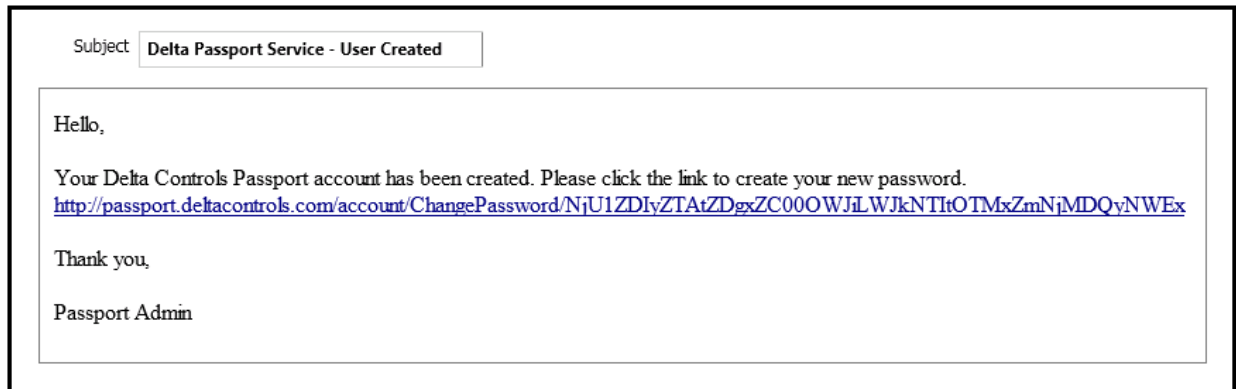 Subject Delta Passport Service - User Created
Hello,
Your Delta Controls Passport account has been created. Please click the link to create your new password.
http://passport.deltacontrols.com/account/ChangePassword/NjU1ZDIyZTAtZDgxZC00OWJiLWJkNTItOTMxZmNjMDQyNWEx
Thank you,
Passport Admin